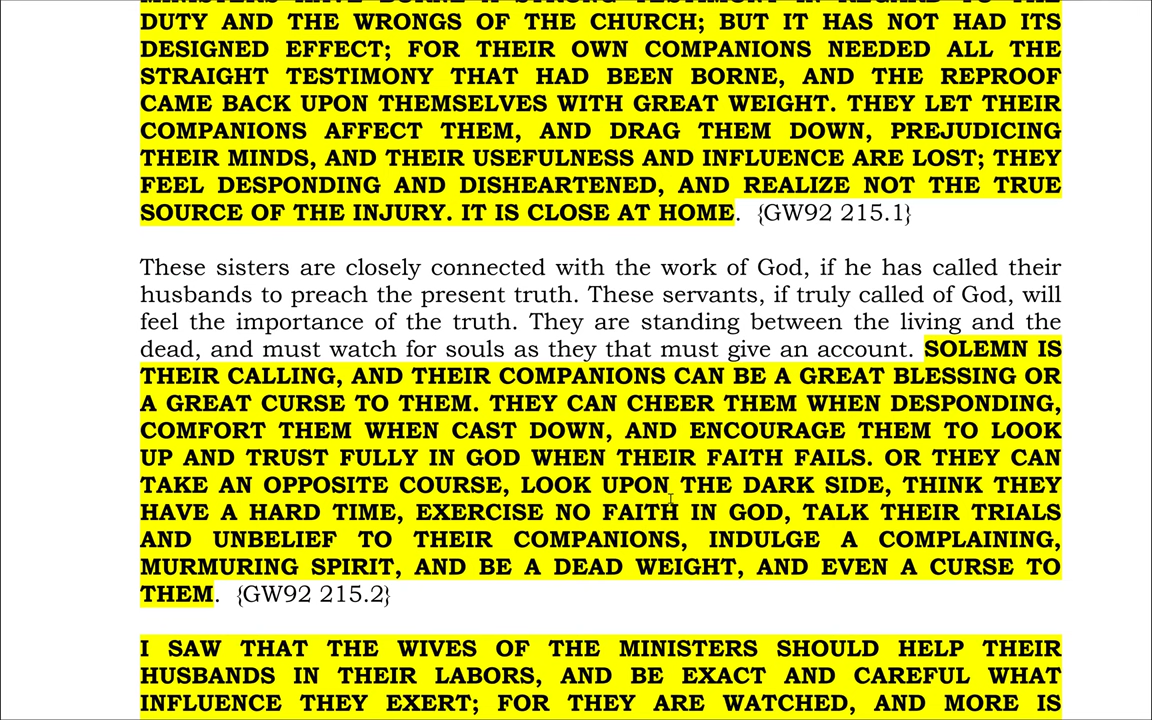 MINISTERS HAVE BORNE A STRONG TESTIMONY IN REGARD TO THE
DUTY AND THE WRONGS OF THE CHURCH; BUT IT HAS NOT HAD ITS
DESIGNED EFFECT; FOR THEIR OWN COMPANIONS NEEDED ALL THE
STRAIGHT TESTIMONY THAT HAD BEEN BORNE, AND THE REPROOF
CAME BACK UPON THEMSELVES WITH GREAT WEIGHT. THEY LET THEIR
COMPANIONS AFFECT THEM, AND DRAG THEM DOWN, PREJUDICING
THEIR MINDS, AND THEIR USEFULNESS AND INFLUENCE ARE LOST; THEY
FEEL DESPONDING AND DISHEARTENED, AND REALIZE NOT THE TRUE
SOURCE OF THE INJURY. IT IS CLOSE AT HOME. {GW92 215.1}
These sisters are closely connected with the work of God, if he has called their
husbands to preach the present truth. These servants, if truly called of God, will
feel the importance of the truth. They are standing between the living and the
dead, and must watch for souls as they that must give an account. SOLEMN IS
THEIR CALLING, AND THEIR COMPANIONS CAN BE A GREAT BLESSING OR
A GREAT CURSE TO THEM. THEY CAN CHEER THEM WHEN DESPONDING,
COMFORT THEM WHEN CAST DOWN, AND ENCOURAGE THEM TO LOOK
UP AND TRUST FULLY IN GOD WHEN THEIR FAITH FAILS. OR THEY CAN
TAKE AN OPPOSITE COURSE, LOOK UPON THE DARK SIDE, THINK THEY
HAVE A HARD TIME, EXERCISE NO FAITH IN GOD, TALK THEIR TRIALS
AND UNBELIEF TO THEIR COMPANIONS, INDULGE A COMPLAINING,
MURMURING SPIRIT, AND BE A DEAD WEIGHT, AND EVEN A CURSE TO
THEM. {GW92 215.2}
I SAW THAT THE WIVES OF THE MINISTERS SHOULD HELP THEIR
HUSBANDS IN THEIR LABORS, AND BE EXACT AND CAREFUL WHAT
INFLUENCE THEY EXERT; FOR THEY ARE WATCHED, AND MORE IS